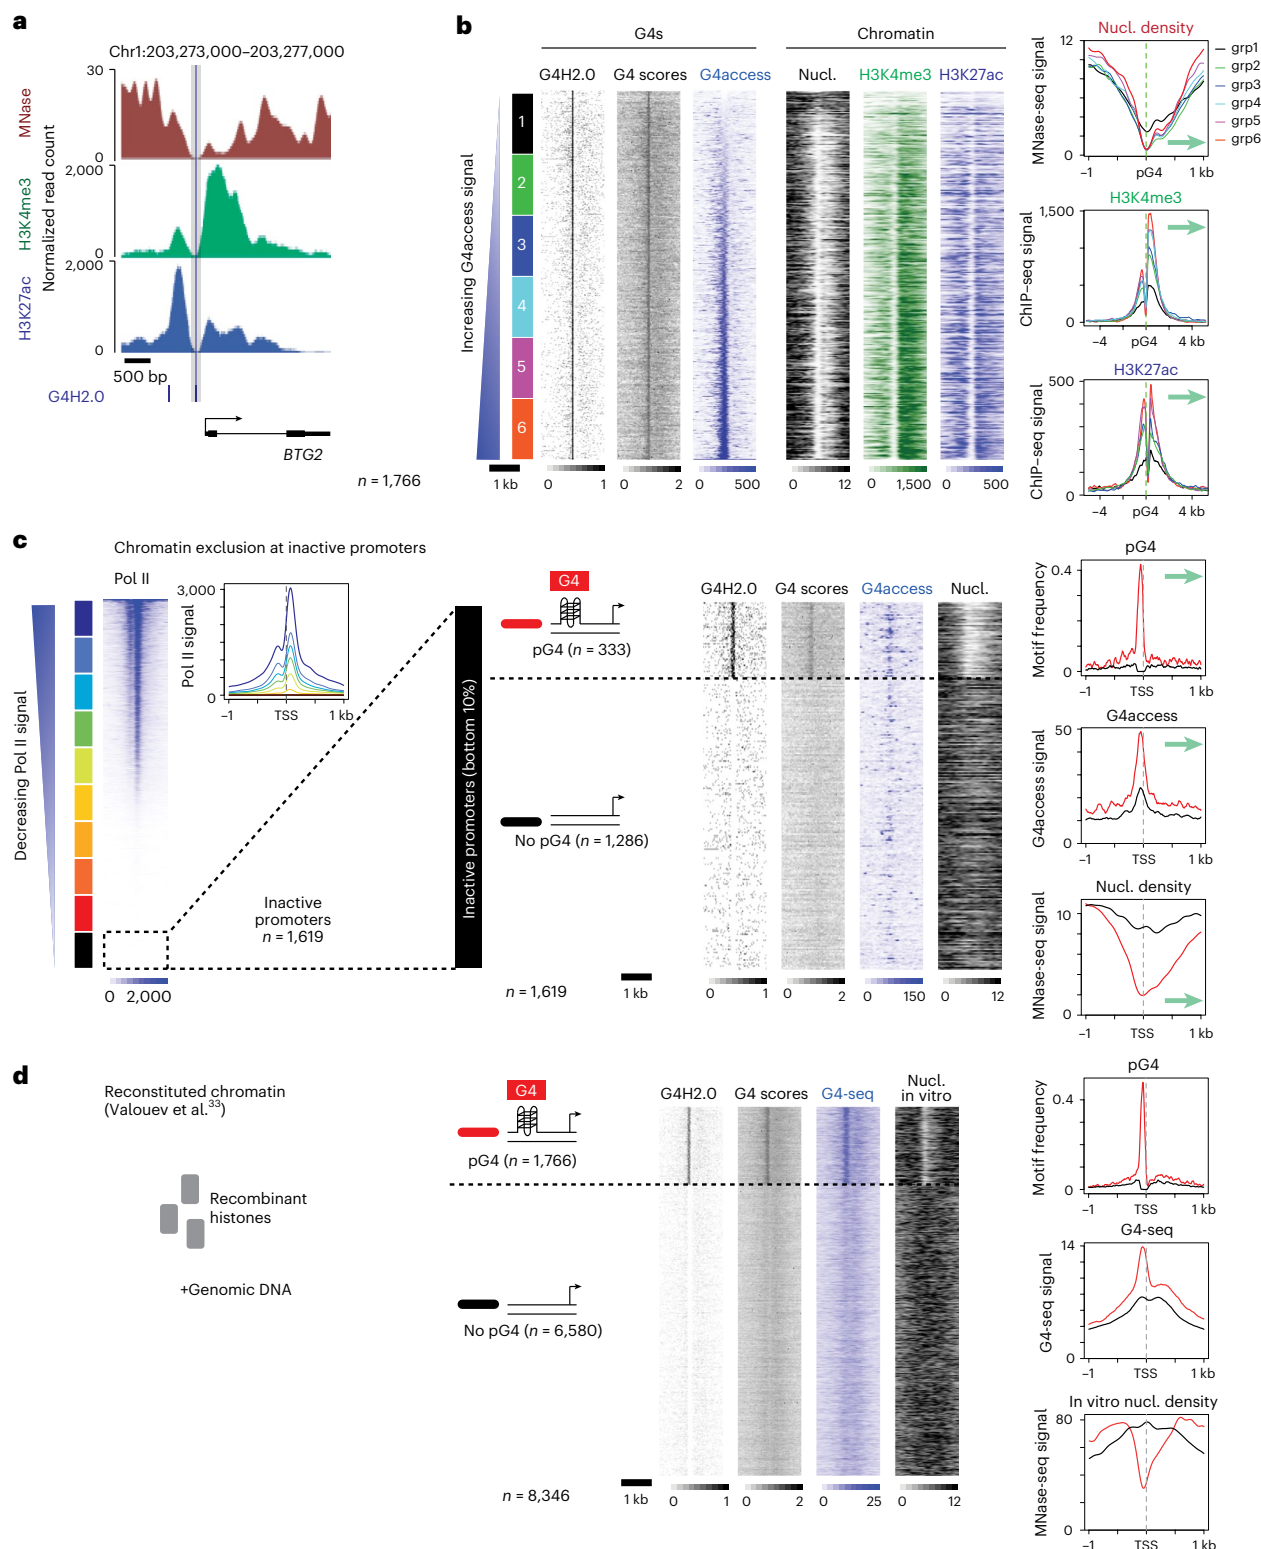 a
Chr1:203,273,000–203,277,000
30
0
MNase
2,000
0
H3K4me3
2,000
0
H3K27ac
Normalized read count
500 bp
G4H2.0
BTG2
n = 1,766
b
G4s
Chromatin
G4H2.0
G4 scores
G4access
Nucl.
H3K4me3
H3K27ac
Increasing G4access signal
1
2
3
4
5
6
1 kb
0 1
0 2
0 500
0 12
0 1,500
0 500
Nucl. density
MNase-seq signal
12
0
–1 pG4 1 kb
grp1
grp2
grp3
grp4
grp5
grp6
H3K4me3
ChIP–seq signal
1,500
0
–4 pG4 4 kb
H3K27ac
ChIP–seq signal
500
0
–4 pG4 4 kb
c
Chromatin exclusion at inactive promoters
Pol II
Decreasing Pol II signal
0 2,000
Pol II signal
3,000
0
–1 TSS 1 kb
Inactive
promoters
n = 1,619
Inactive promoters (bottom 10%)
G4
pG4 (n = 333)
No pG4 (n = 1,286)
n = 1,619
1 kb
G4H2.0
G4 scores
G4access
Nucl.
0 1
0 2
0 150
0 12
pG4
Motif frequency
0.4
0
–1 TSS 1 kb
G4access
G4access signal
50
0
–1 TSS 1 kb
Nucl. density
MNase-seq signal
10
0
–1 TSS 1 kb
d
Reconstituted chromatin
(Valouev et al.33)
Recombinant
histones
+Genomic DNA
G4
pG4 (n = 1,766)
No pG4 (n = 6,580)
n = 8,346
1 kb
G4H2.0
G4 scores
G4-seq
Nucl.
in vitro
0 1
0 2
0 25
0 12
pG4
Motif frequency
0.4
0
–1 TSS 1 kb
G4-seq
G4-seq signal
14
0
–1 TSS 1 kb
In vitro nucl. density
MNase-seq signal
80
0
–1 TSS 1 kb